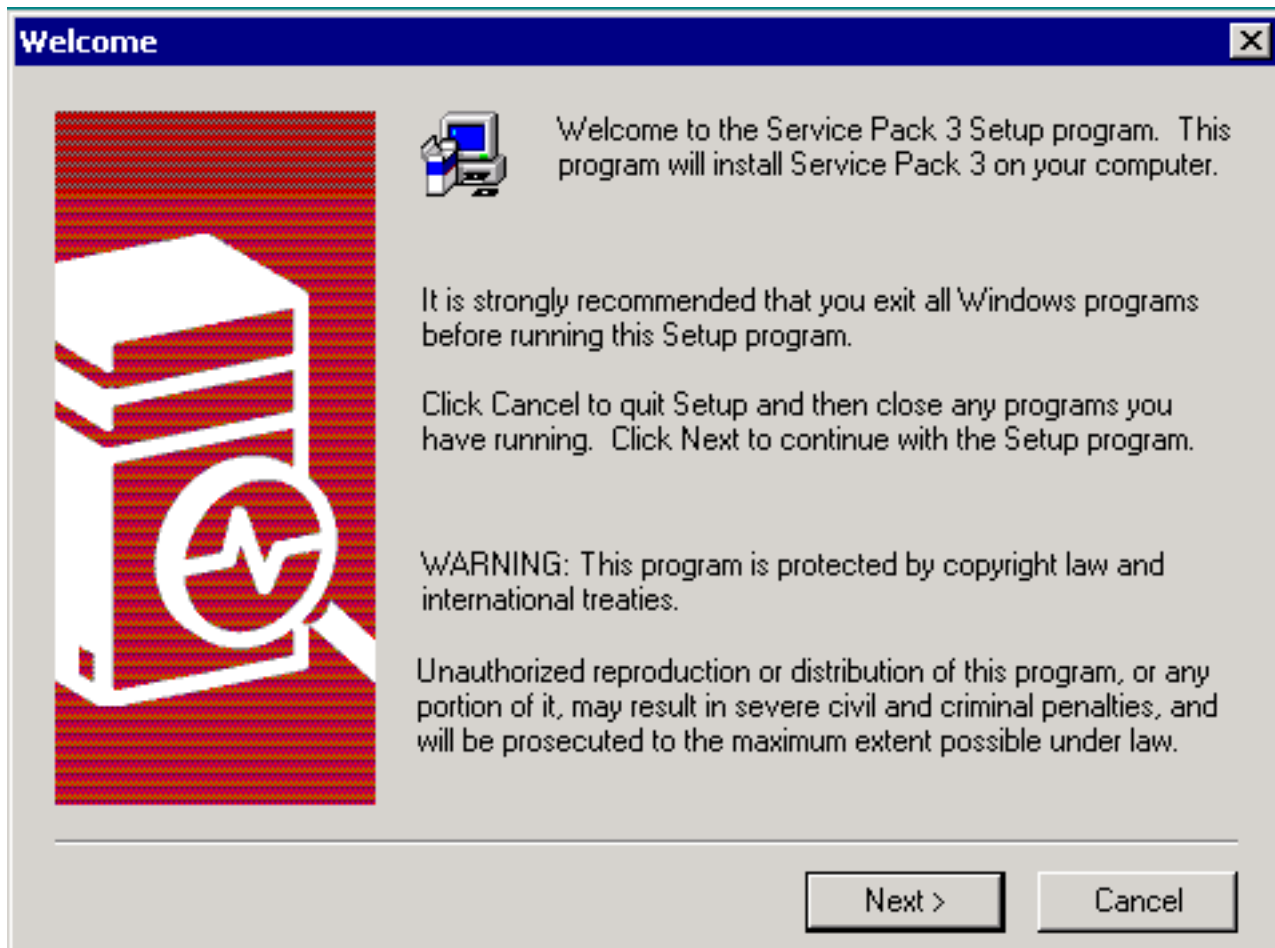 Welcome
Welcome to the Service Pack 3 Setup program.  This
program will install Service Pack 3 on your computer.
It is strongly recommended that you exit all Windows programs
before running this Setup program.
Click Cancel to quit Setup and then close any programs you
have running.  Click Next to continue with the Setup program.
WARNING: This program is protected by copyright law and
international treaties.
Unauthorized reproduction or distribution of this program, or any
portion of it, may result in severe civil and criminal penalties, and
will be prosecuted to the maximum extent possible under law.
Next >
Cancel